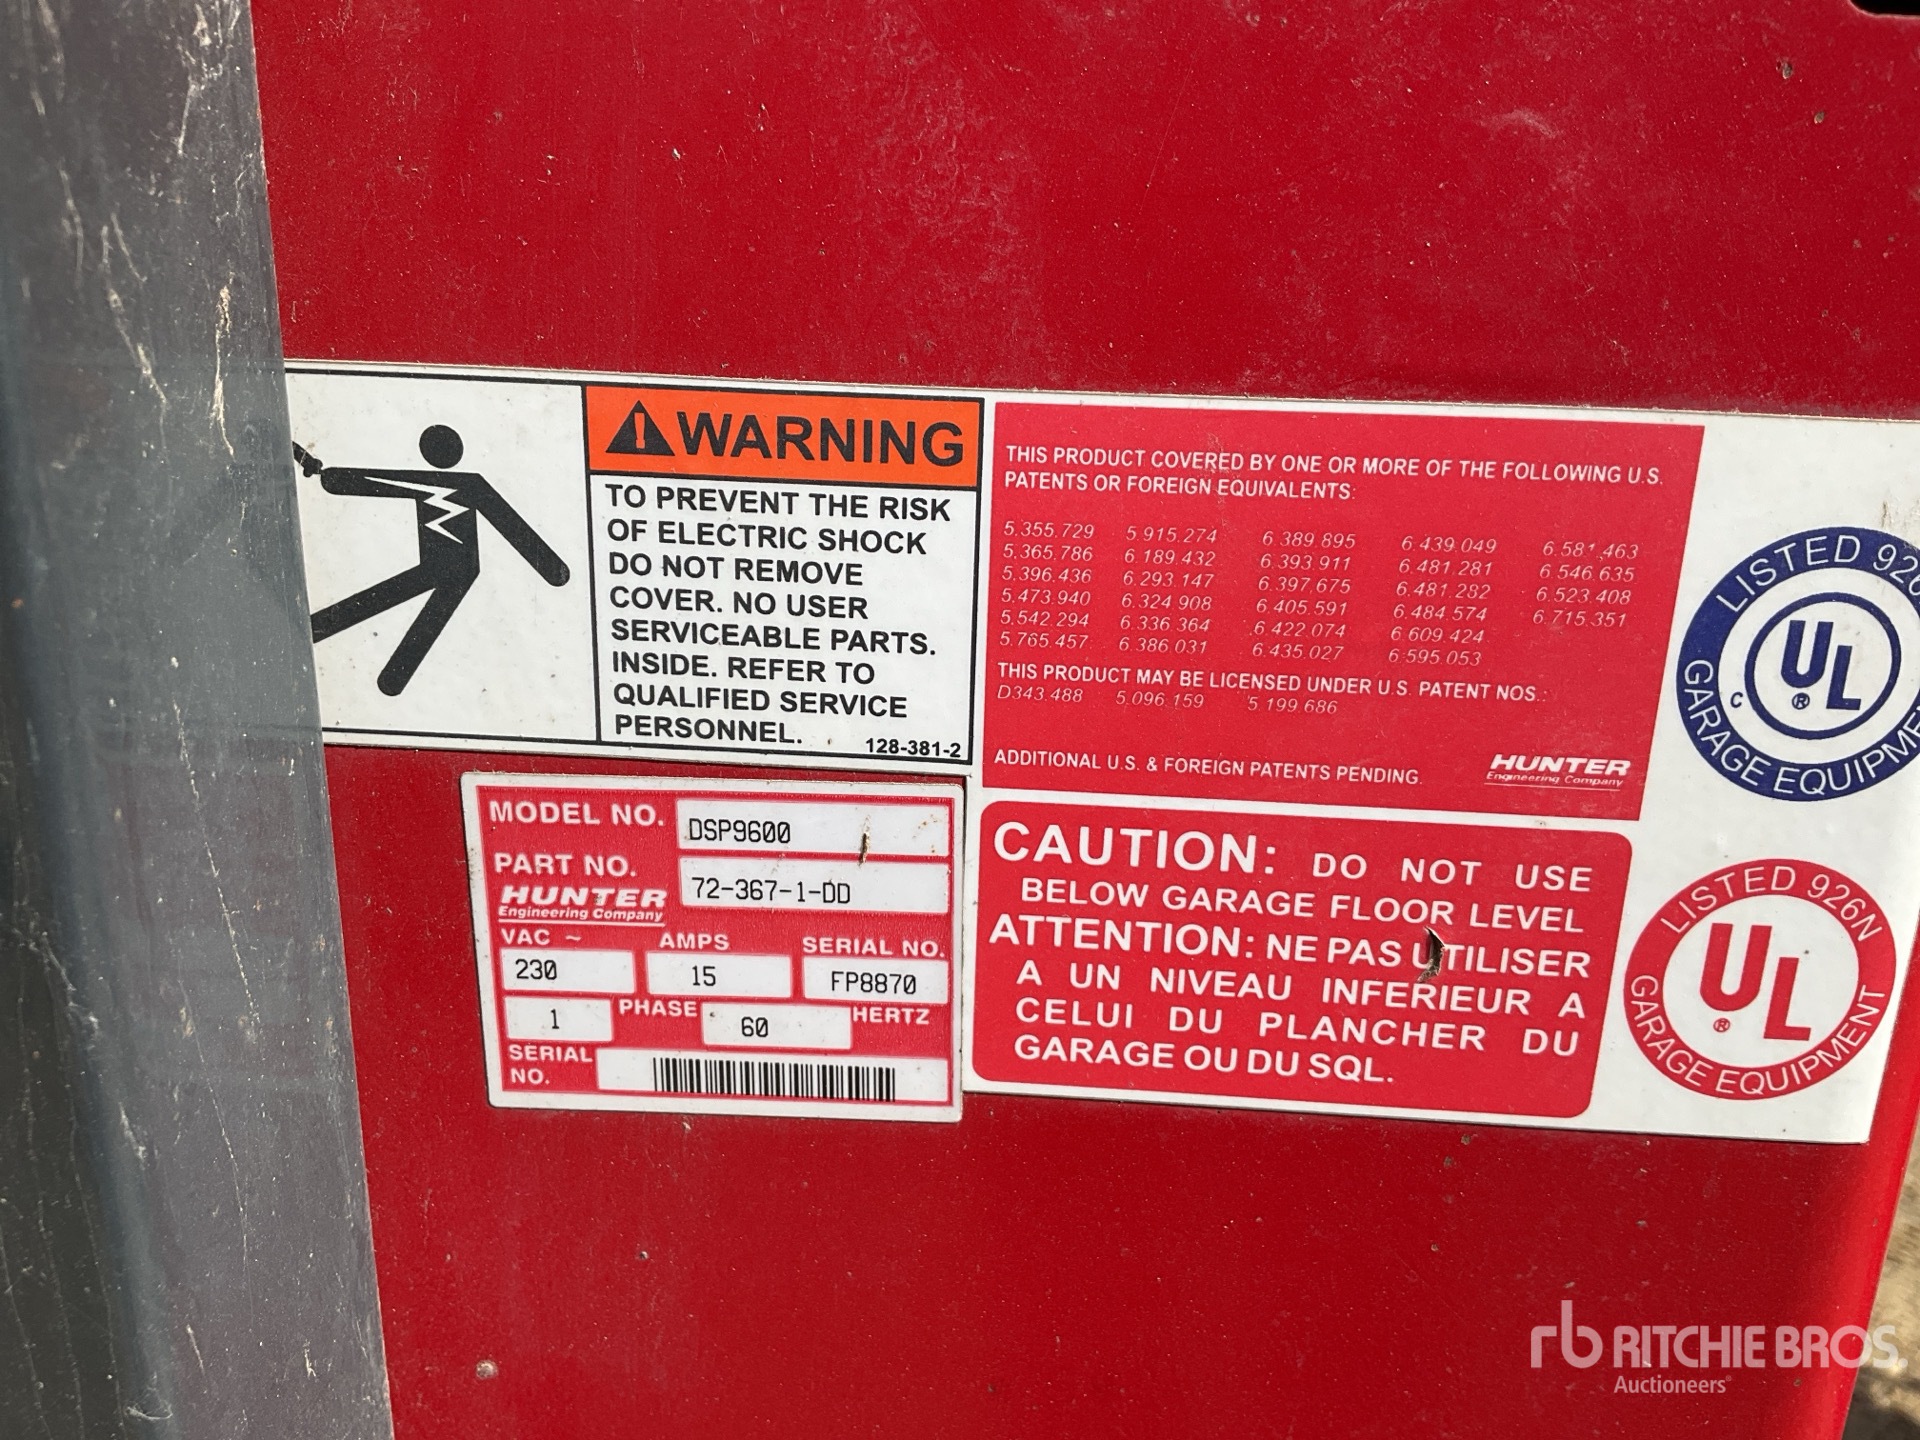 WARNING
TO PREVENT THE RISK
OF ELECTRIC SHOCK
DO NOT REMOVE
COVER. NO USER
SERVICEABLE PARTS.
INSIDE. REFER TO
QUALIFIED SERVICE
PERSONNEL.
128-381-2
THIS PRODUCT COVERED BY ONE OR MORE OF THE FOLLOWING U.S.
PATENTS OR FOREIGN EQUIVALENTS:
5.355.729 5.915.274 6.389.895 6.439.049 6.581.463
5.365.786 6.189.432 6.393.911 6.481.281 6.546.635
5.396.436 6.293.147 6.397.675 6.481.282 6.523.408
5.473.940 6.324.908 6.405.591 6.484.574 6.715.351
5.542.294 6.336.364 6.422.074 6.609.424
5.765.457 6.386.031 6.435.027 6.595.053
THIS PRODUCT MAY BE LICENSED UNDER U.S. PATENT NOS.:
D343.488 5.096.159 5.199.686
ADDITIONAL U.S. & FOREIGN PATENTS PENDING.
HUNTER
Engineering Company
LISTED 926
C UL ®
GARAGE EQUIPME
MODEL NO. DSP9600
PART NO. 72-367-1-DD
HUNTER
Engineering Company
VAC ~ AMPS SERIAL NO.
230 15 FP8870
1 PHASE 60 HERTZ
SERIAL
NO.
CAUTION: DO NOT USE
BELOW GARAGE FLOOR LEVEL
ATTENTION: NE PAS UTILISER
A UN NIVEAU INFERIEUR A
CELUI DU PLANCHER DU
GARAGE OU DU SQL.
LISTED 926N
UL ®
GARAGE EQUIPMENT
rb RITCHIE BROS.
Auctioneers®